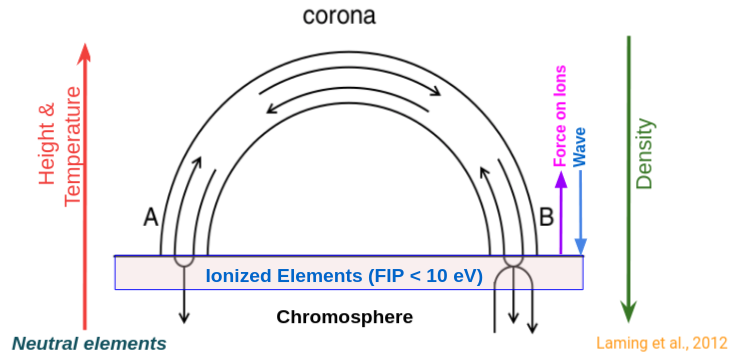 corona
Height &
Temperature
Force on Ions
Wave
Density
A
B
Ionized Elements (FIP < 10 eV)
Chromosphere
Neutral elements
Laming et al., 2012